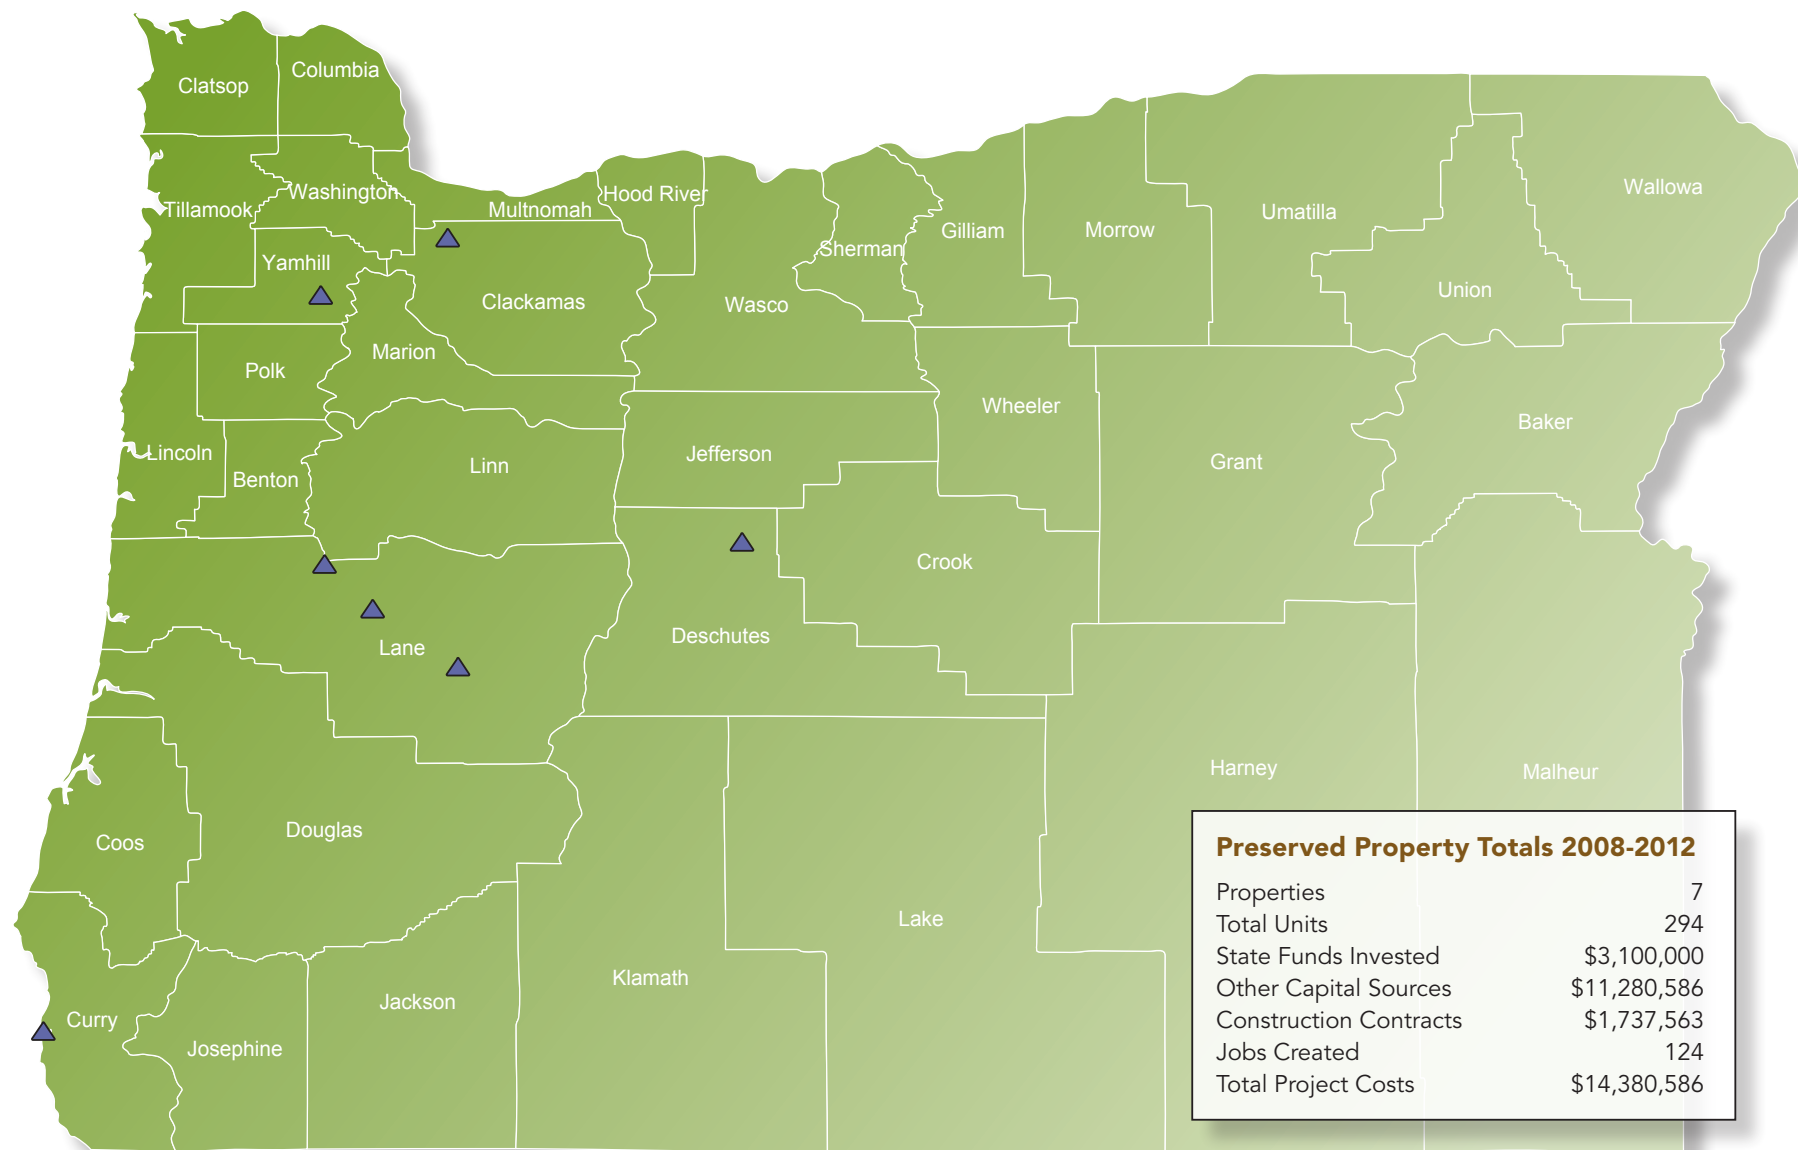 Columbia
Clatsop
Washington
Hood River
Wallowa
Tillamook
Multnomah
Umatilla
Gilliam
Morrow
Sherman
Yamhill
Union
Clackamas
Wasco
Marion
Polk
Wheeler
Baker
Lincoln
Jefferson
Grant
Linn
Benton
Crook
Deschutes
Lane
Harney
Malheur
Douglas
Coos
Lake
Klamath
Jackson
Curry
Josephine
Preserved Property Totals 2008-2012
Properties 7
Total Units 294
State Funds Invested $3,100,000
Other Capital Sources $11,280,586
Construction Contracts $1,737,563
Jobs Created 124
Total Project Costs $14,380,586